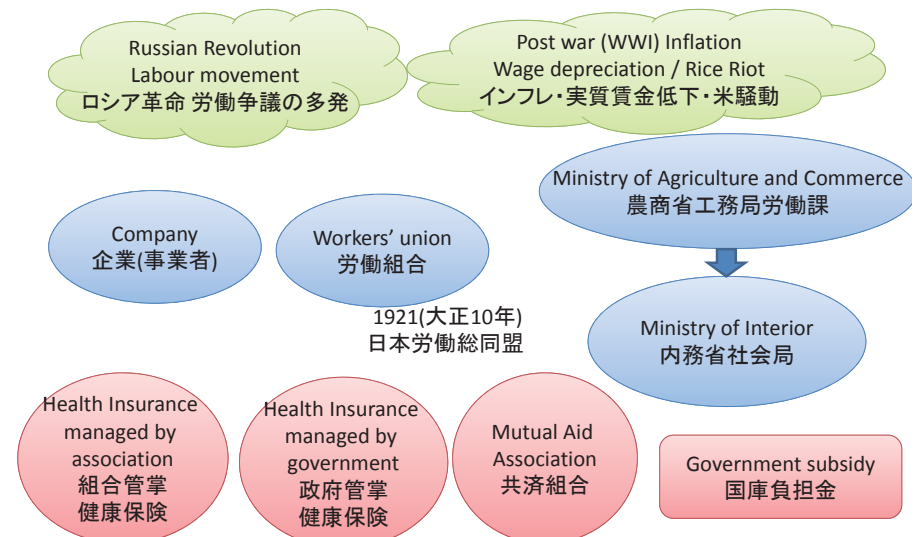 Russian Revolution
Labour movement
ロシア革命 労働争議の多発
Post war (WWI) Inflation
Wage depreciation / Rice Riot
インフレ・実質賃金低下・米騒動
Ministry of Agriculture and Commerce
農商省工務局労働課
Company
企業(事業者)
Workers’ union
労働組合
1921(大正10年)
日本労働総同盟
Ministry of Interior
内務省社会局
Health Insurance
managed by
association
組合管掌
健康保険
Health Insurance
managed by
government
政府管掌
健康保険
Mutual Aid
Association
共済組合
Government subsidy
国庫負担金